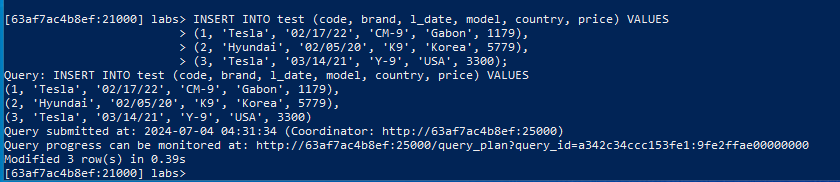 [63af7ac4b8ef:21000] labs> INSERT INTO test (code, brand, l_date, model, country, price) VALUES
> (1, 'Tesla', '02/17/22', 'CM-9', 'Gabon', 1179),
> (2, 'Hyundai', '02/05/20', 'K9', 'Korea', 5779),
> (3, 'Tesla', '03/14/21', 'Y-9', 'USA', 3300);
Query: INSERT INTO test (code, brand, l_date, model, country, price) VALUES
(1, 'Tesla', '02/17/22', 'CM-9', 'Gabon', 1179),
(2, 'Hyundai', '02/05/20', 'K9', 'Korea', 5779),
(3, 'Tesla', '03/14/21', 'Y-9', 'USA', 3300)
Query submitted at: 2024-07-04 04:31:34 (Coordinator: http://63af7ac4b8ef:25000)
Query progress can be monitored at: http://63af7ac4b8ef:25000/query_plan?query_id=a342c34ccc153fe1:9fe2ffae00000000
Modified 3 row(s) in 0.39s
[63af7ac4b8ef:21000] labs>